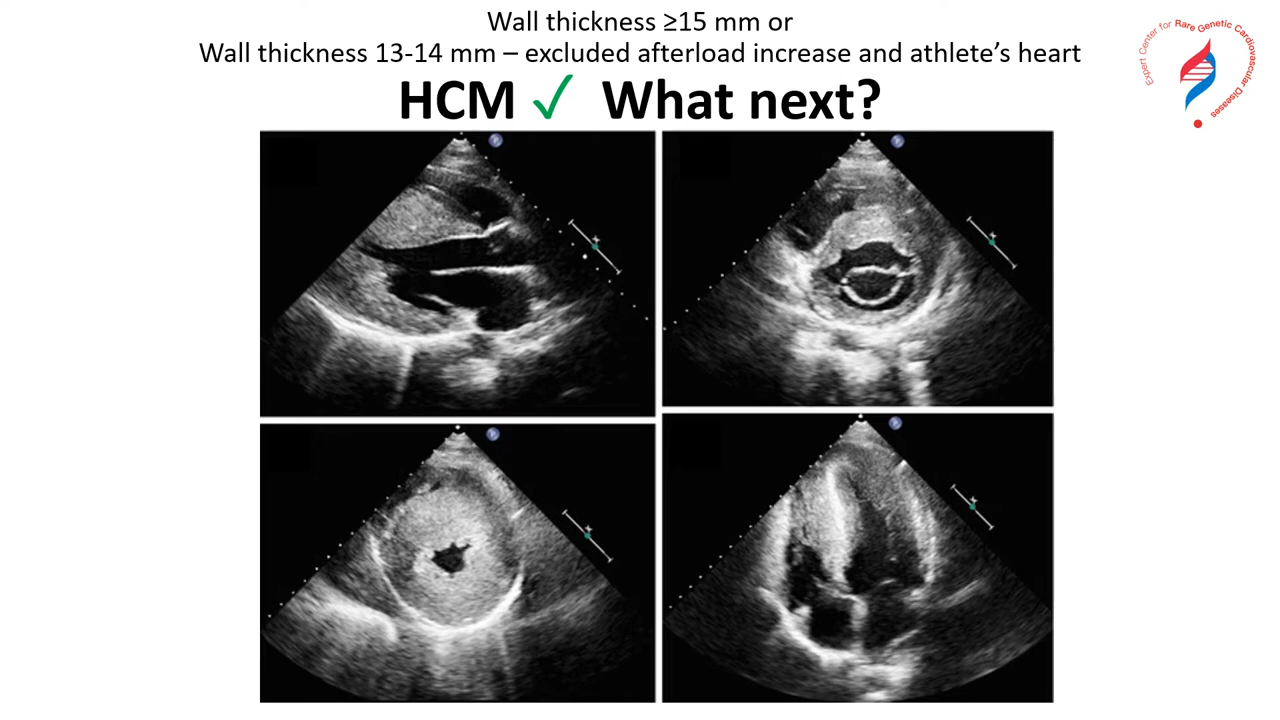 Wall thickness ≥15 mm or
Wall thickness 13-14 mm – excluded afterload increase and athlete’s heart
HCM ✓ What next?
Expert Center for Rare Genetic Cardiovascular Diseases
P
P
P
P